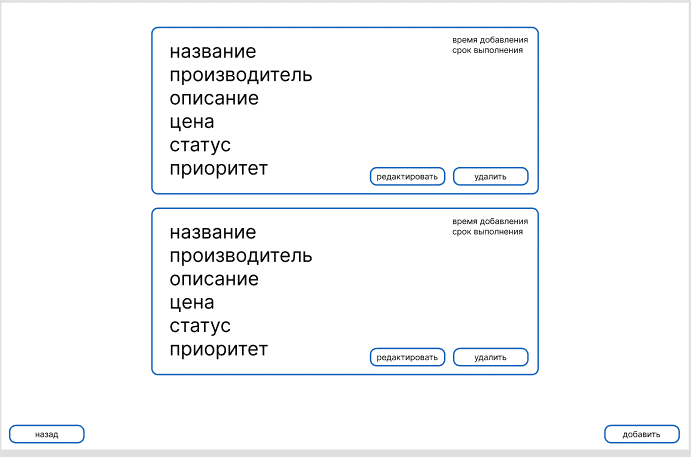 название
время добавления
срок выполнения
производитель
описание
цена
статус
приоритет
редактировать
удалить
название
время добавления
срок выполнения
производитель
описание
цена
статус
приоритет
редактировать
удалить
назад
добавить